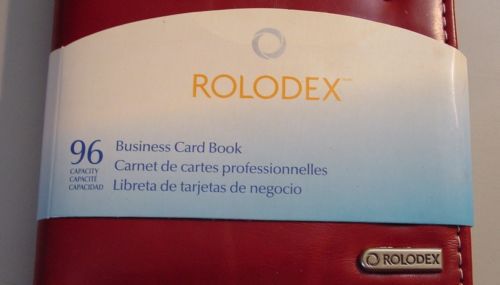 ROLODEX™
96
CAPACITY
CAPACITÉ
CAPACIDAD
Business Card Book
Carnet de cartes professionnelles
Libreta de tarjetas de negocio
ROLODEX